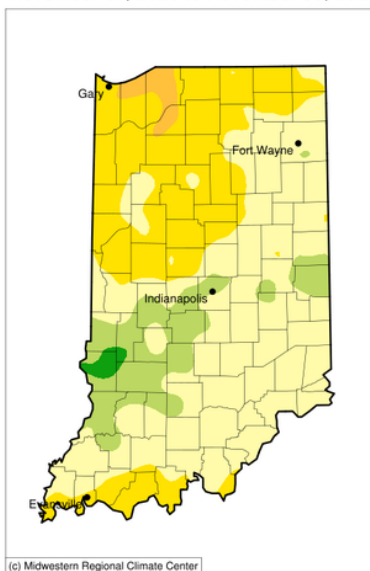 Gary
Fort Wayne
Indianapolis
Evansville
(c) Midwestern Regional Climate Center